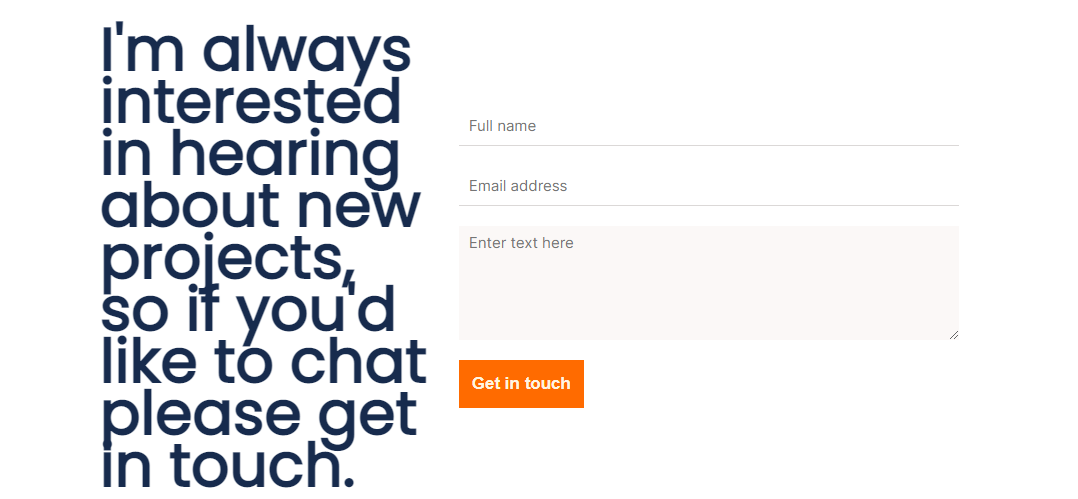 I'm always
interested
in hearing
about new
projects,
so if you'd
like to chat
please get
in touch.
Full name
Email address
Enter text here
Get in touch